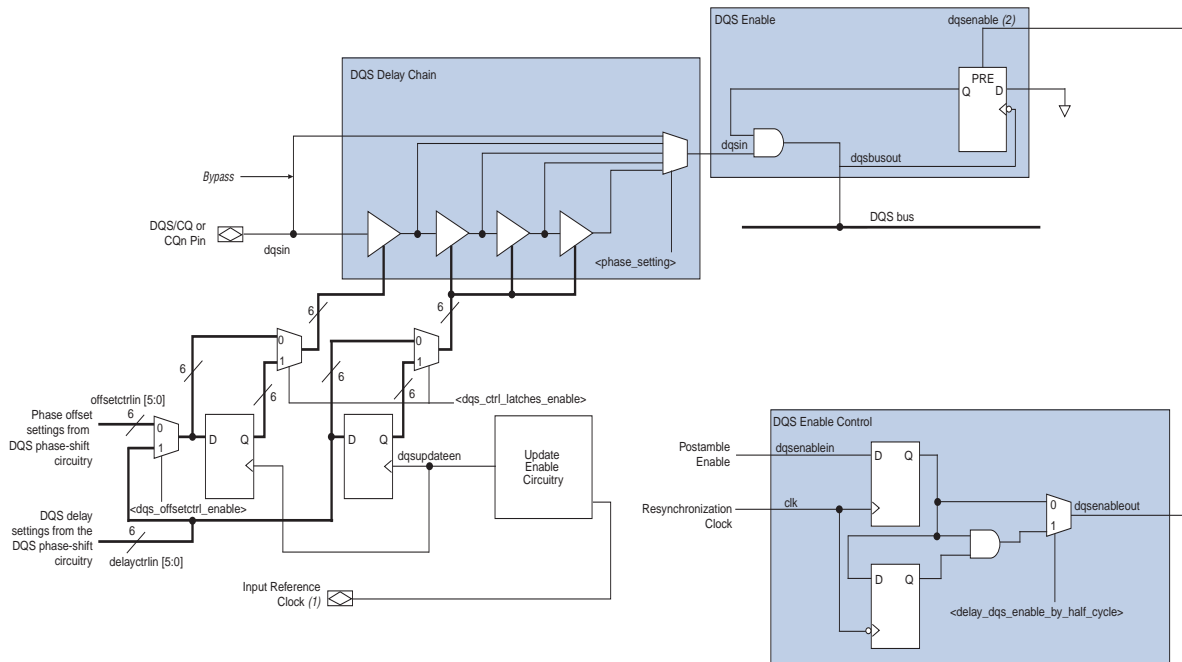 DQS Enable
dqsenable (2)
PRE
Q
D
DQS Delay Chain
dqsin
dqsbusout
Bypass
DQS/CQ or
CQn Pin
dqsin
DQS bus
<phase_setting>
6
6
0
1
0
1
6
6
6
6
offsetctrlin [5:0]
<dqs_ctrl_latches_enable>
Phase offset
settings from
DQS phase-shift
circuitry
6
0
1
D
Q
D
Q
dqsupdateen
Update
Enable
Circuitry
<dqs_offsetctrl_enable>
DQS delay
settings from the
DQS phase-shift
circuitry
6
delayctrlin [5:0]
Input Reference
Clock (1)
DQS Enable Control
Postamble
Enable
dqsenablein
D
Q
Resynchronization
Clock
clk
0
1
dqsenableout
D
Q
<delay_dqs_enable_by_half_cycle>